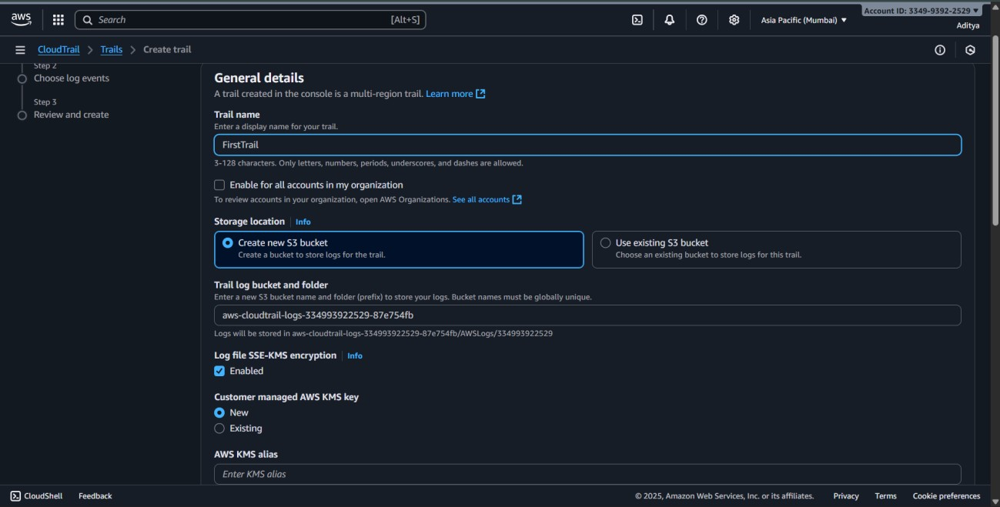 aws
Search
[Alt+S]
Asia Pacific (Mumbai)
Account ID: 3349-9392-2529
Aditya
CloudTrail
Trails
Create trail
Step 2
Choose log events
Step 3
Review and create
General details
A trail created in the console is a multi-region trail. Learn more
Trail name
Enter a display name for your trail.
FirstTrail
3-128 characters. Only letters, numbers, periods, underscores, and dashes are allowed.
Enable for all accounts in my organization
To review accounts in your organization, open AWS Organizations. See all accounts
Storage location
Info
Create new S3 bucket
Create a bucket to store logs for the trail.
Use existing S3 bucket
Choose an existing bucket to store logs for this trail.
Trail log bucket and folder
Enter a new S3 bucket name and folder (prefix) to store your logs. Bucket names must be globally unique.
aws-cloudtrail-logs-334993922529-87e754fb
Logs will be stored in aws-cloudtrail-logs-334993922529-87e754fb/AWSLogs/334993922529
Log file SSE-KMS encryption
Info
Enabled
Customer managed AWS KMS key
New
Existing
AWS KMS alias
Enter KMS alias
CloudShell
Feedback
© 2025, Amazon Web Services, Inc. or its affiliates.
Privacy
Terms
Cookie preferences